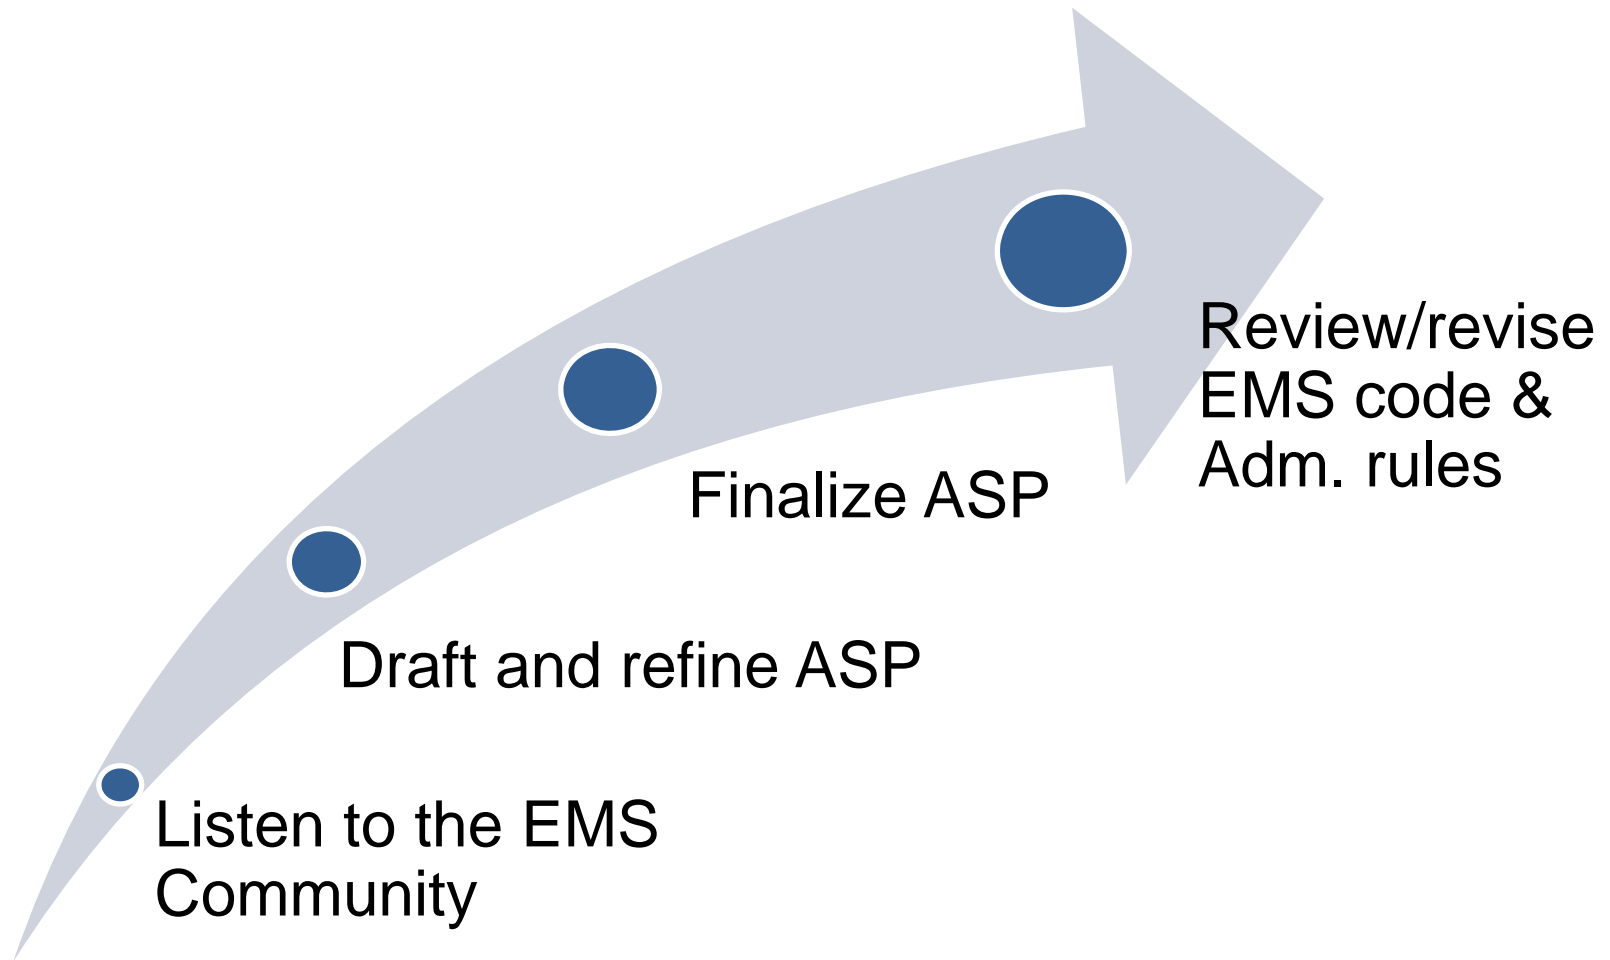 Review/revise
EMS code &
Adm. rules
Finalize ASP
Draft and refine ASP
Listen to the EMS
Community